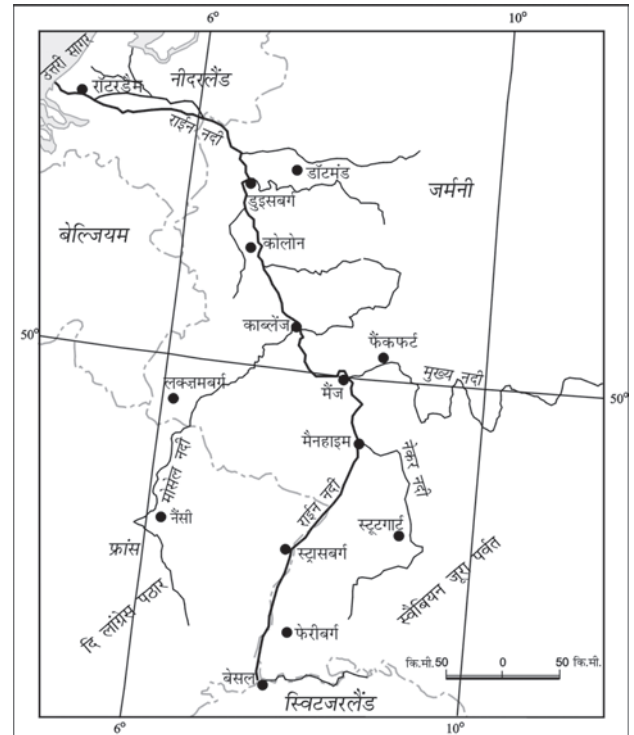 6°
10°
उत्तरी सागर
रॉटरडैम
नीदरलैंड
राईन नदी
डॉटमंड
डुइसबर्ग
जर्मनी
बेल्जियम
कोलोन
काब्लेंज
50°
फ्रैंकफर्ट
मुख्य नदी
मैंज
लक्ज़मबर्ग
50°
मैनहाइम
नेकर नदी
मोसेल नदी
राईन नदी
नैंसी
स्टूटगार्ट
फ्रांस
स्ट्रासबर्ग
स्वैबियन जूरा पर्वत
दि लांग्रेस पठार
फेरीबर्ग
कि.मी. 50 0 50 कि.मी.
बेसल
स्विटजरलैंड
6°
10°